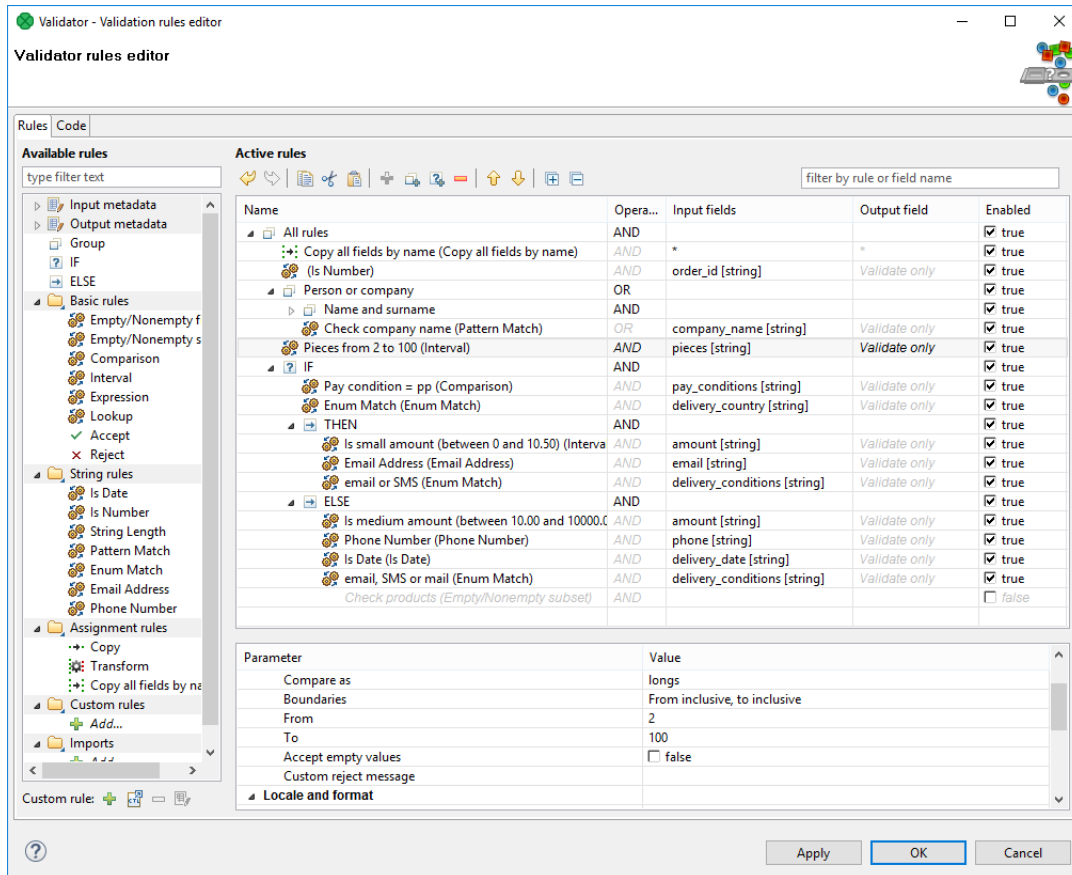 Validator - Validation rules editor
Validator rules editor
Rules Code
Available rules
type filter text
Input metadata
Output metadata
Group
IF
ELSE
Basic rules
Empty/Nonempty f
Empty/Nonempty s
Comparison
Interval
Expression
Lookup
Accept
Reject
String rules
Is Date
Is Number
String Length
Pattern Match
Enum Match
Email Address
Phone Number
Assignment rules
Copy
Transform
Copy all fields by na
Custom rules
Add...
Imports
Custom rule:
Active rules
filter by rule or field name
Name Opera... Input fields Output field Enabled
All rules AND true
Copy all fields by name (Copy all fields by name) AND * * true
(Is Number) AND order_id [string] Validate only true
Person or company OR true
Name and surname AND true
Check company name (Pattern Match) OR company_name [string] Validate only true
Pieces from 2 to 100 (Interval) AND pieces [string] Validate only true
IF AND true
Pay condition = pp (Comparison) AND pay_conditions [string] Validate only true
Enum Match (Enum Match) AND delivery_country [string] Validate only true
THEN AND true
Is small amount (between 0 and 10.50) (Interva AND amount [string] Validate only true
Email Address (Email Address) AND email [string] Validate only true
email or SMS (Enum Match) AND delivery_conditions [string] Validate only true
ELSE AND true
Is medium amount (between 10.00 and 10000.0 AND amount [string] Validate only true
Phone Number (Phone Number) AND phone [string] Validate only true
Is Date (Is Date) AND delivery_date [string] Validate only true
email, SMS or mail (Enum Match) AND delivery_conditions [string] Validate only true
Check products (Empty/Nonempty subset) AND false
Parameter Value
Compare as longs
Boundaries From inclusive, to inclusive
From 2
To 100
Accept empty values false
Custom reject message
Locale and format
Apply OK Cancel